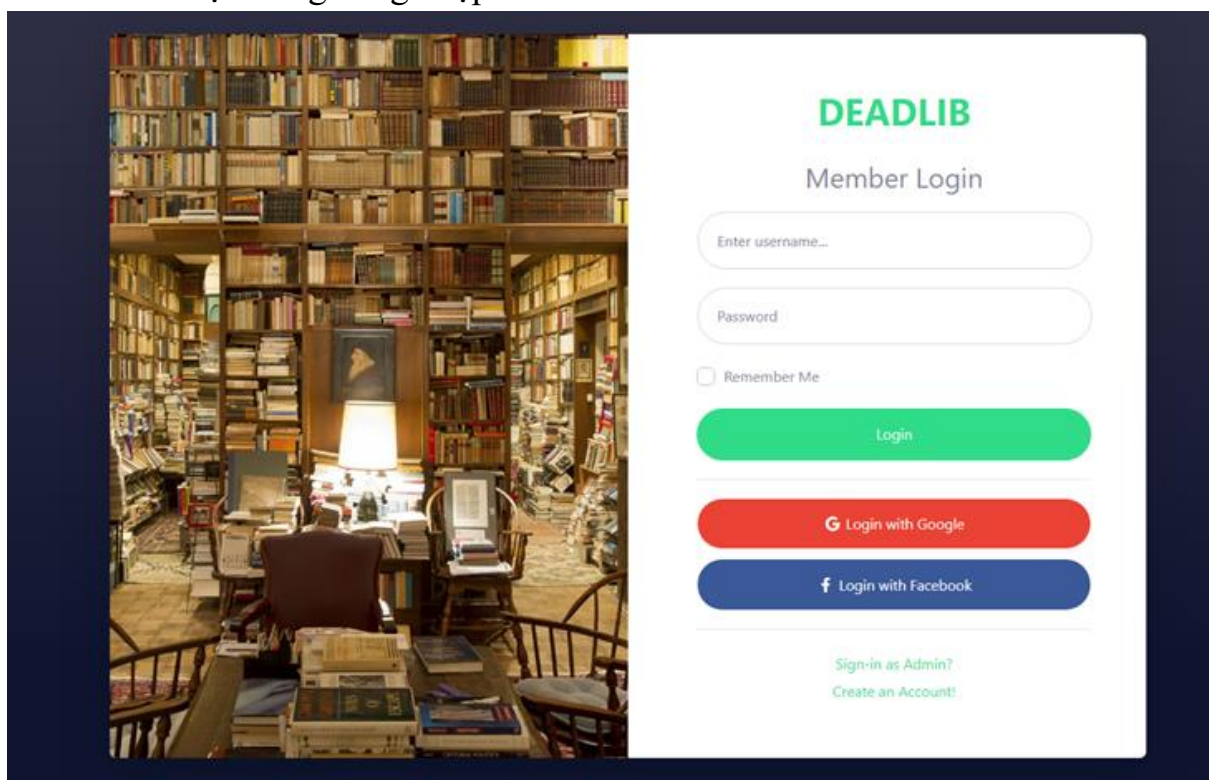 DEADLIB
Member Login
Enter username...
Password
Remember Me
Login
G Login with Google
f Login with Facebook
Sign-in as Admin?
Create an Account!